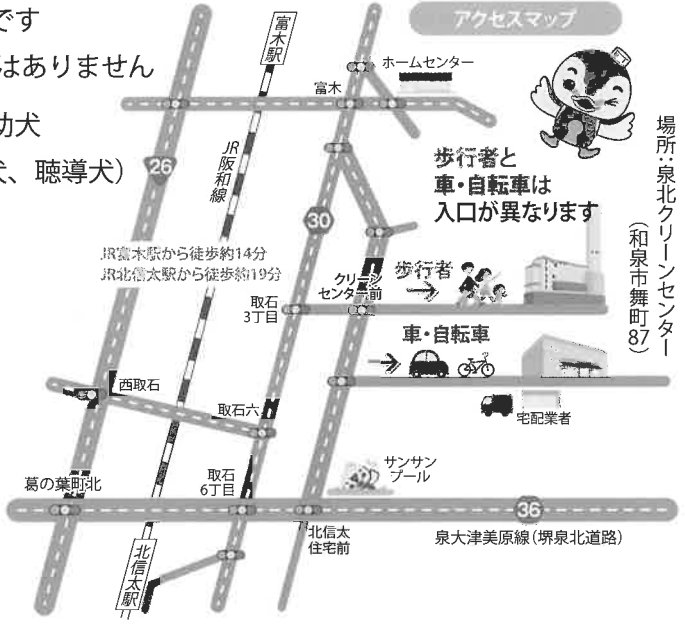 です
はありません
助犬
犬、聴導犬）
アクセスマップ
富木駅
ホームセンター
富木
JR阪和線
26
30
歩行者と
車・自転車は
入口が異なります
場所：泉北クリーンセンター
（和泉市舞町87）
JR富木駅から徒歩約14分
JR北信太駅から徒歩約19分
クリーン
センター前
歩行者
取石
3丁目
車・自転車
西取石
取石六
宅配業者
サンサン
プール
取石
6丁目
葛の葉町北
36
北信太
住宅前
泉大津美原線（堺泉北道路）
北信太駅